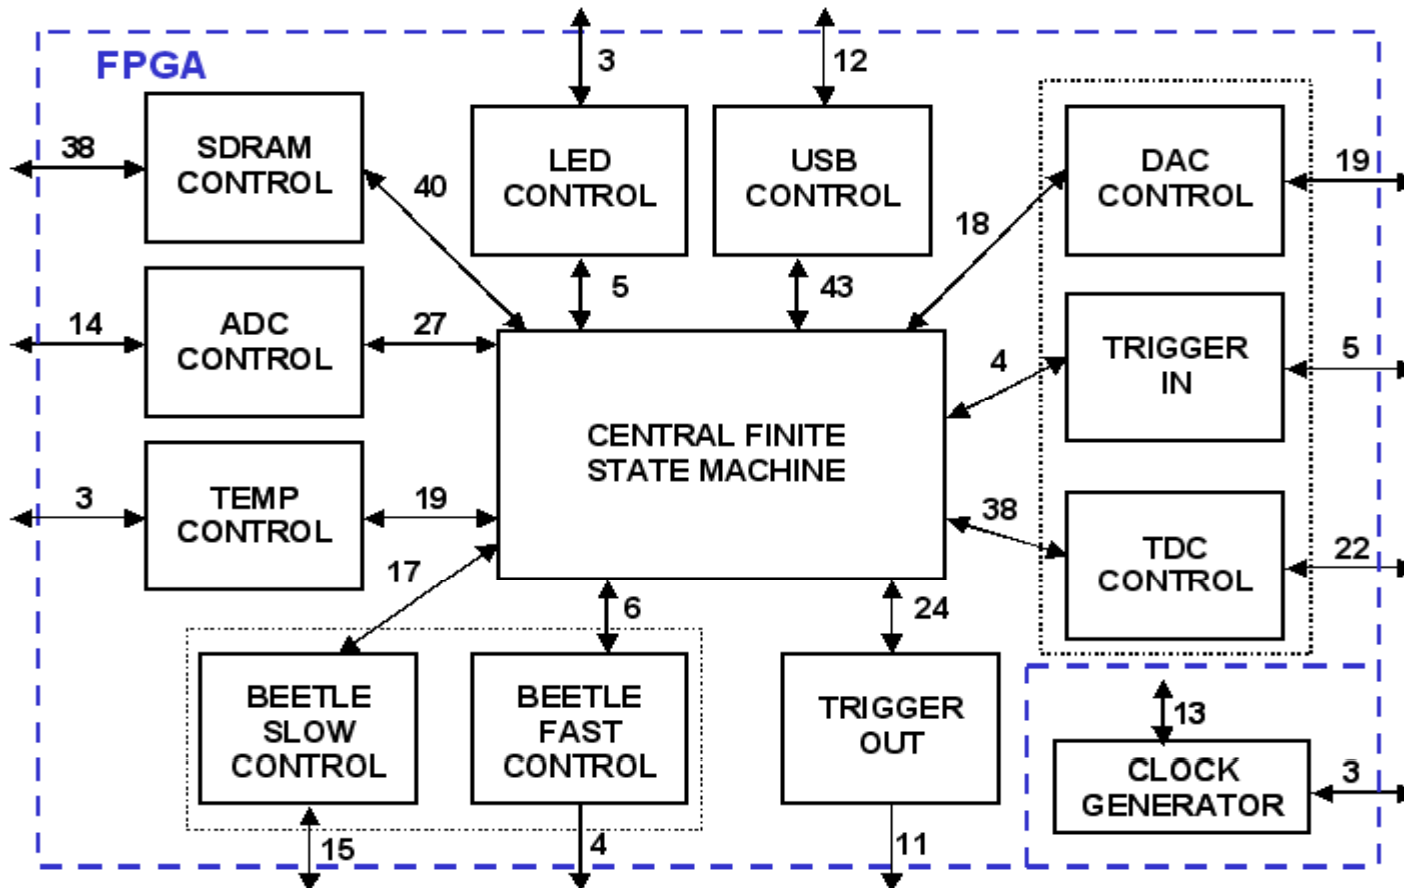 3
12
FPGA
38
SDRAM
CONTROL
40
LED
CONTROL
USB
CONTROL
18
DAC
CONTROL
19
5
43
14
ADC
CONTROL
27
4
TRIGGER
IN
5
CENTRAL FINITE
STATE MACHINE
3
TEMP
CONTROL
19
38
TDC
CONTROL
22
17
6
24
BEETLE
SLOW
CONTROL
BEETLE
FAST
CONTROL
TRIGGER
OUT
13
CLOCK
GENERATOR
3
15
4
11